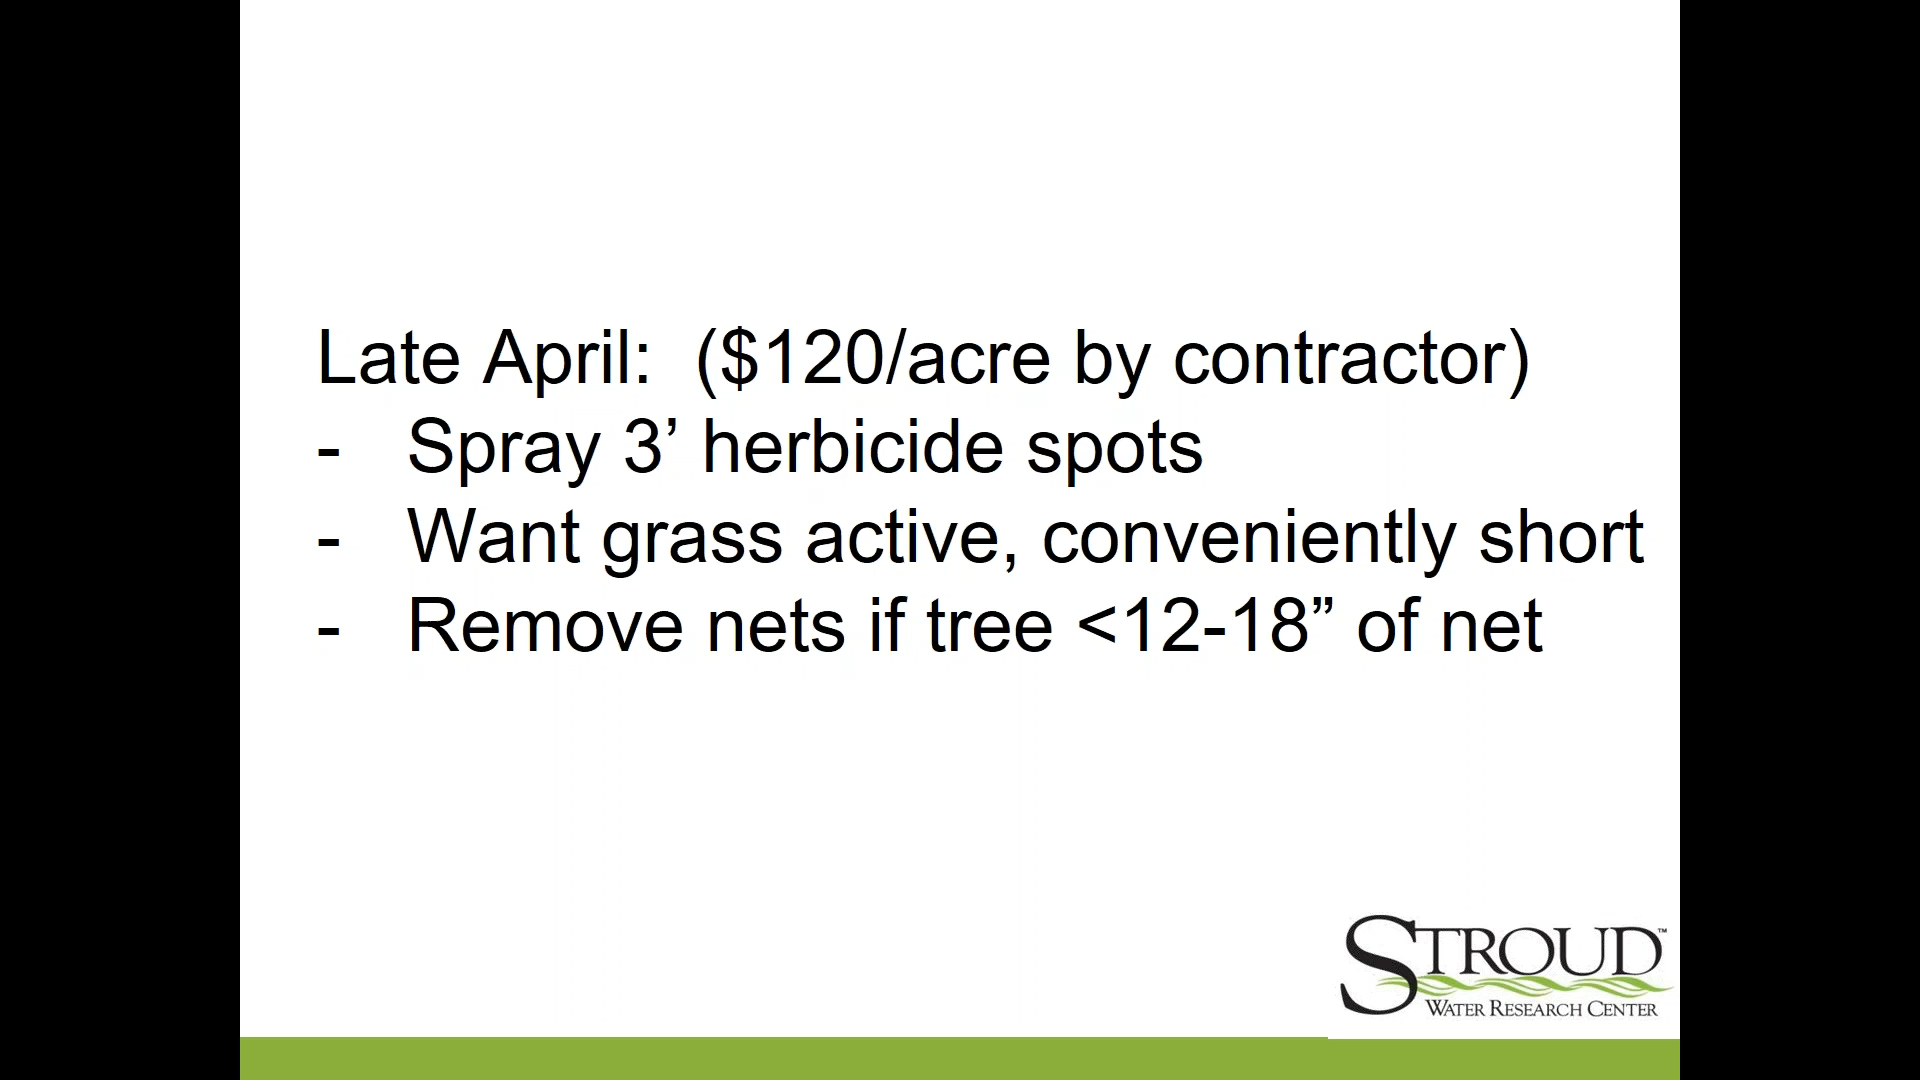 Late April:  ($120/acre by contractor)
- Spray 3’ herbicide spots
- Want grass active, conveniently short
- Remove nets if tree <12-18” of net
STROUD™
WATER RESEARCH CENTER